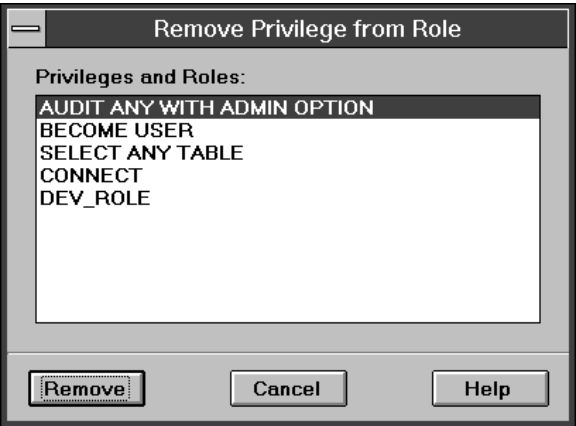 Remove Privilege from Role
Privileges and Roles:
AUDIT ANY WITH ADMIN OPTION
BECOME USER
SELECT ANY TABLE
CONNECT
DEV_ROLE
Remove Cancel Help